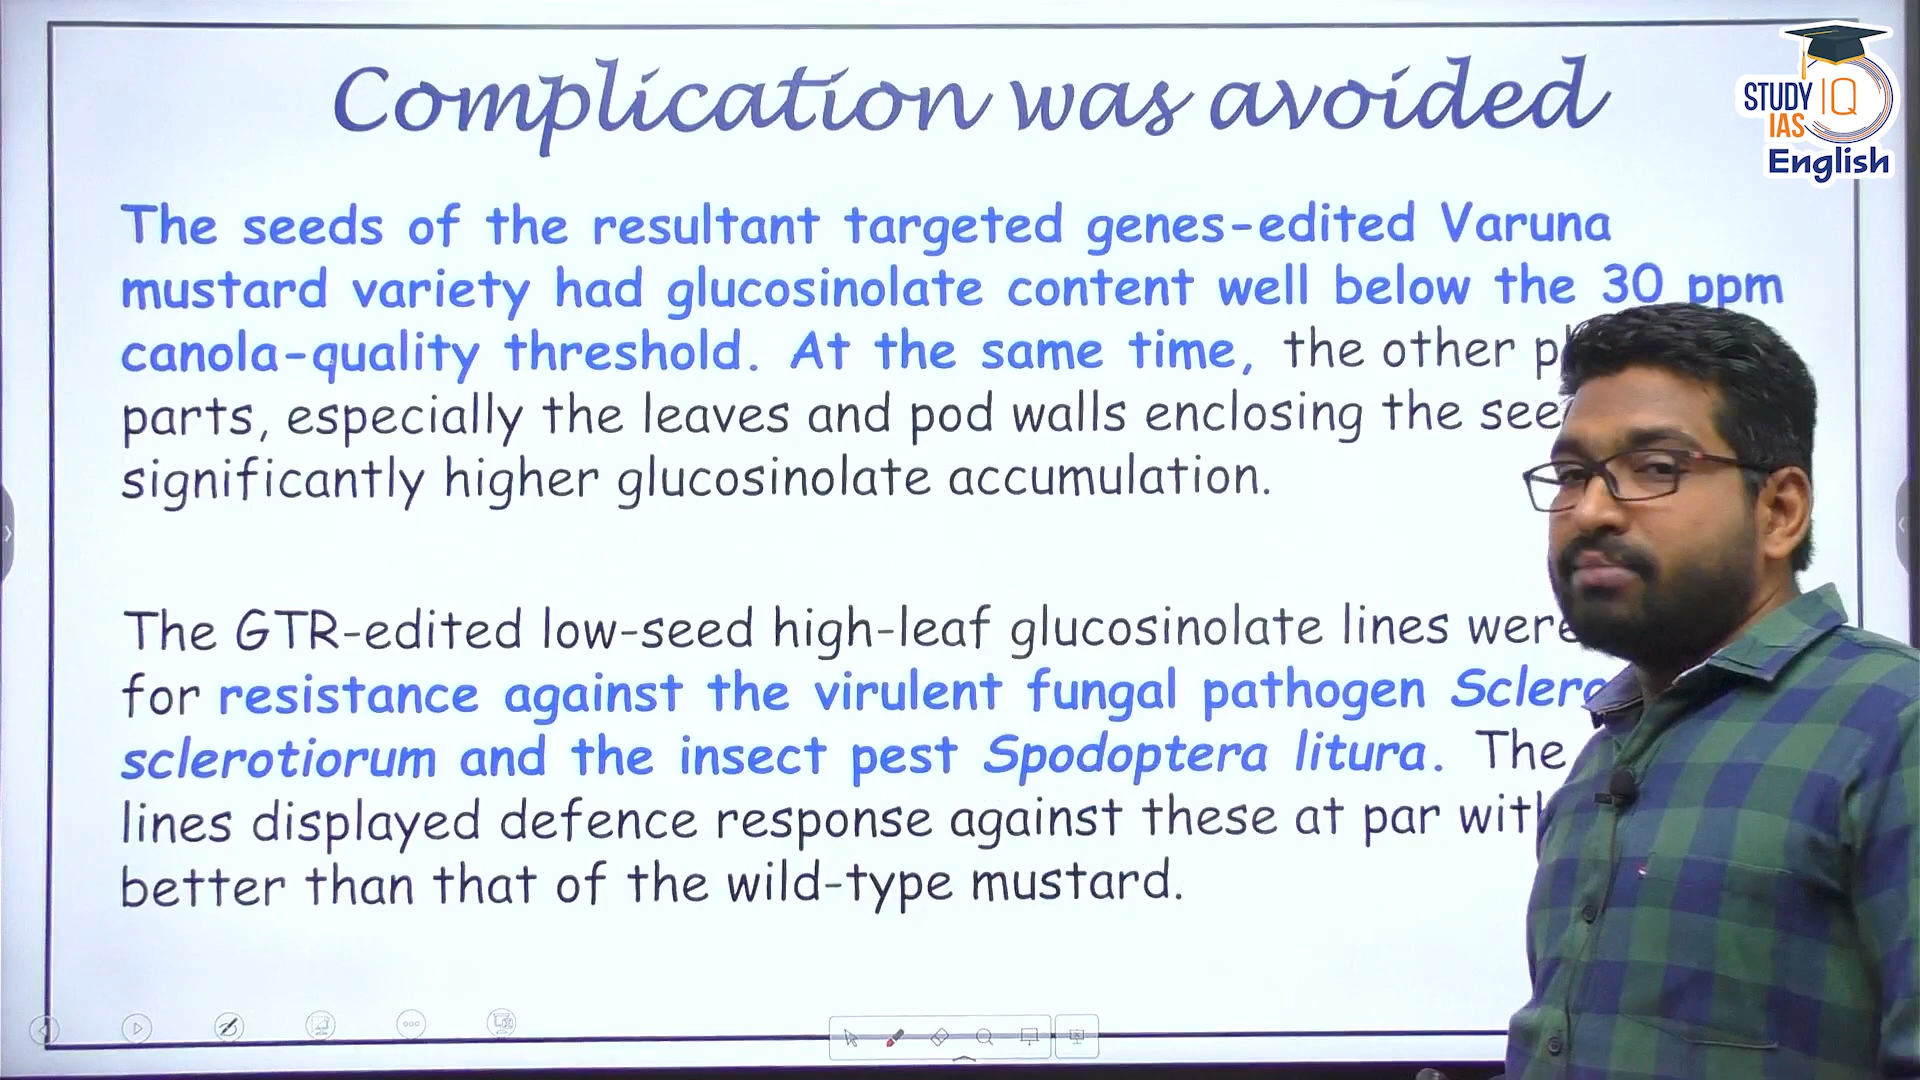 Complication was avoided
STUDY IQ
IAS
English
The seeds of the resultant targeted genes-edited Varuna
mustard variety had glucosinolate content well below the 30 ppm
canola-quality threshold. At the same time, the other
parts, especially the leaves and pod walls enclosing the
significantly higher glucosinolate accumulation.
The GTR-edited low-seed high-leaf glucosinolate lines were
for resistance against the virulent fungal pathogen
sclerotiorum and the insect pest Spodoptera litura. The
lines displayed defence response against these at par
better than that of the wild-type mustard.